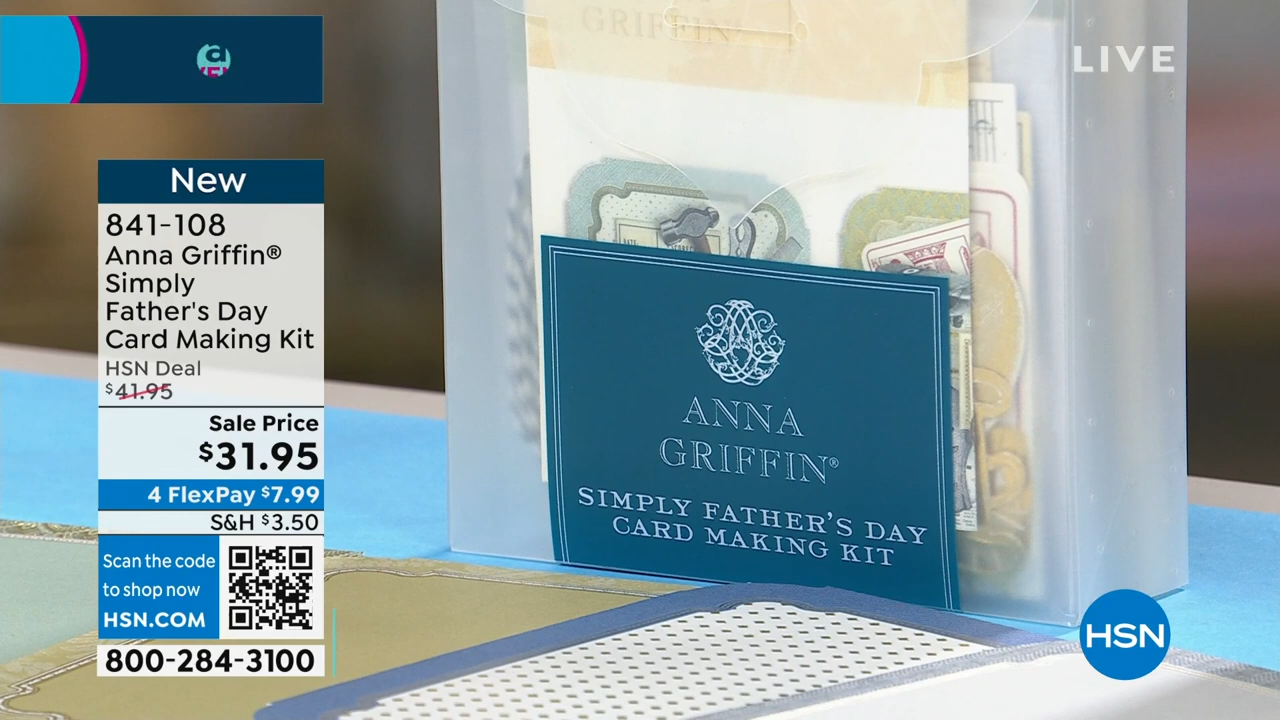 LIVE
GRIFFIN
New
841-108
Anna Griffin®
Simply
Father's Day
Card Making Kit
HSN Deal
$41.95
Sale Price
$31.95
4 FlexPay $7.99
S&H $3.50
Scan the code
to shop now
HSN.COM
800-284-3100
ANNA
GRIFFIN®
SIMPLY FATHER'S DAY
CARD MAKING KIT
HSN